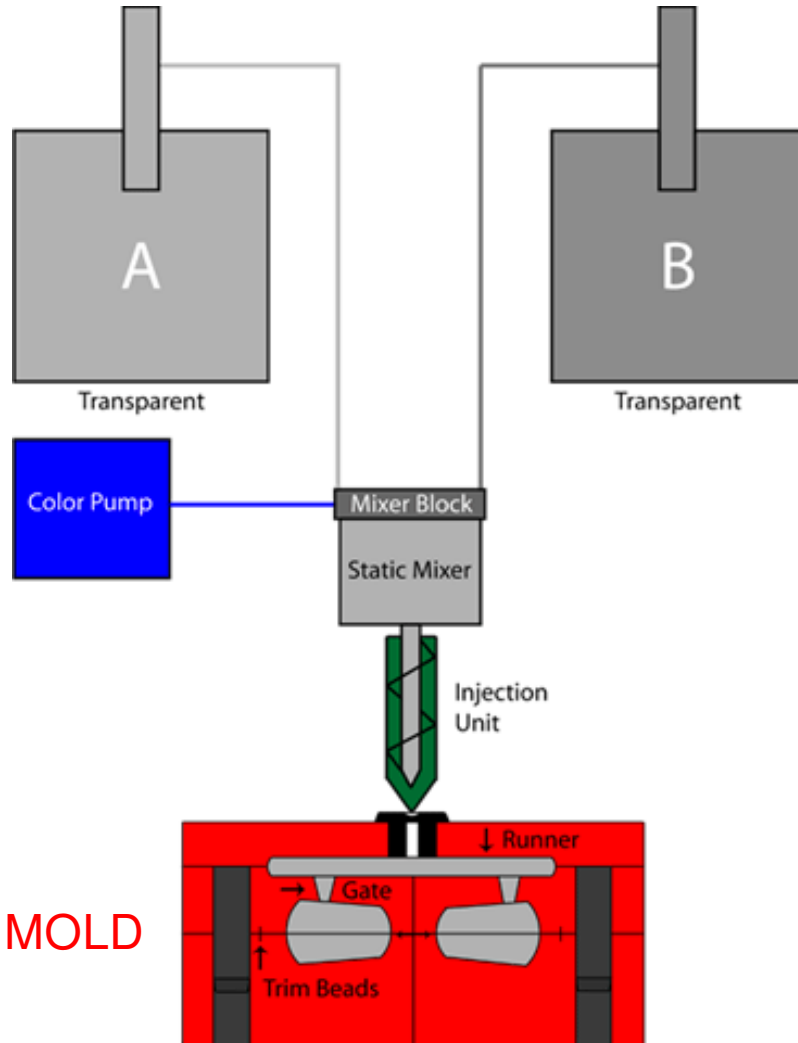 A
B
Transparent
Transparent
Color Pump
Mixer Block
Static Mixer
Injection
Unit
Runner
Gate
MOLD
Trim Beads